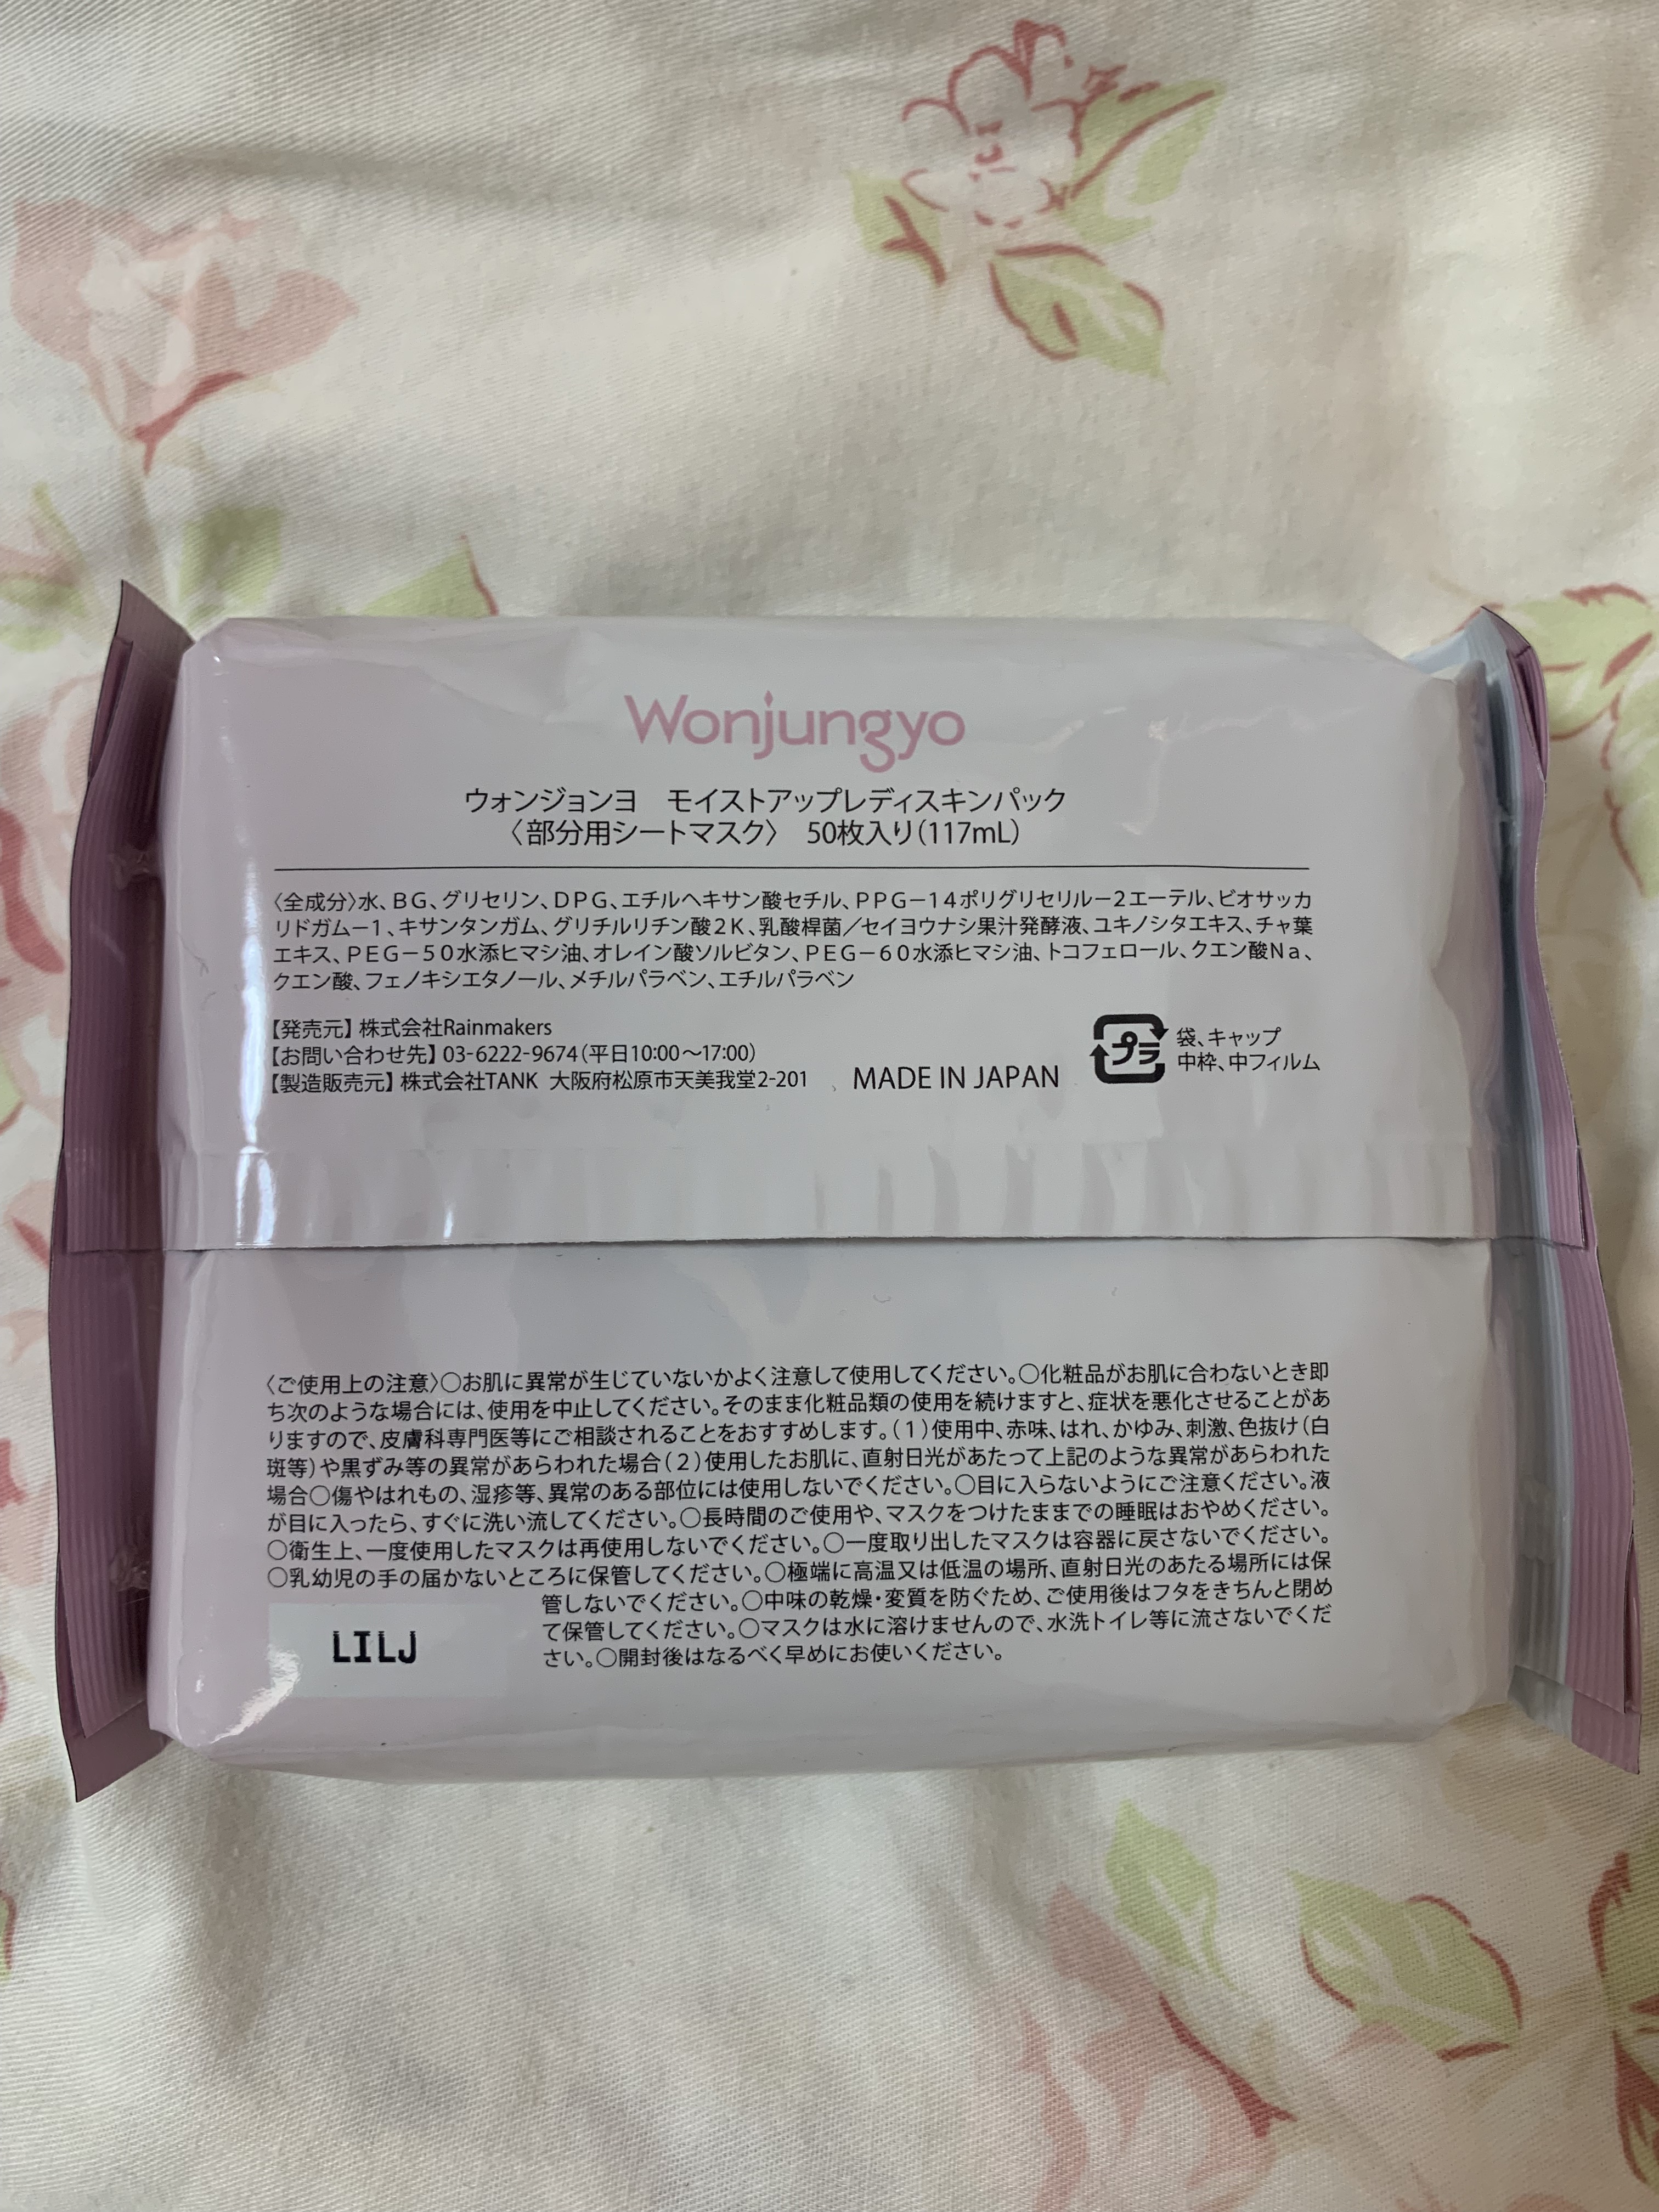 Wonjungyo
ウォンジョンヨ　モイストアップレディスキンパック
〈部分用シートマスク〉 50枚入り(117mL)
〈全成分〉水、BG、グリセリン、DPG、エチルヘキサン酸セチル、PPG－14ポリグリセリル－2エーテル、ビオサッカ
リドガム－1、キサンタンガム、グリチルリチン酸2K、乳酸桿菌／セイヨウナシ果汁発酵液、ユキノシタエキス、チャ葉
エキス、PEG－50水添ヒマシ油、オレイン酸ソルビタン、PEG－60水添ヒマシ油、トコフェロール、クエン酸Na、
クエン酸、フェノキシエタノール、メチルパラベン、エチルパラベン
【発売元】 株式会社Rainmakers
【お問い合わせ先】 03-6222-9674(平日10:00～17:00)
【製造販売元】 株式会社TANK 大阪府松原市天美我堂2-201
MADE IN JAPAN
プラ
袋、キャップ
中枠、中フィルム
〈ご使用上の注意〉○お肌に異常が生じていないかよく注意して使用してください。○化粧品がお肌に合わないとき即
ち次のような場合には、使用を中止してください。そのまま化粧品類の使用を続けますと、症状を悪化させることがあ
りますので、皮膚科専門医等にご相談されることをおすすめします。(1)使用中、赤味、はれ、かゆみ、刺激、色抜け(白
斑等)や黒ずみ等の異常があらわれた場合(2)使用したお肌に、直射日光があたって上記のような異常があらわれた
場合○傷やはれもの、湿疹等、異常のある部位には使用しないでください。○目に入らないようにご注意ください。液
が目に入ったら、すぐに洗い流してください。○長時間のご使用や、マスクをつけたままでの睡眠はおやめください。
○衛生上、一度使用したマスクは再使用しないでください。○一度取り出したマスクは容器に戻さないでください。
○乳幼児の手の届かないところに保管してください。○極端に高温又は低温の場所、直射日光のあたる場所には保
管しないでください。○中味の乾燥・変質を防ぐため、ご使用後はフタをきちんと閉め
て保管してください。○マスクは水に溶けませんので、水洗トイレ等に流さないでくだ
さい。○開封後はなるべく早めにお使いください。
LILJ